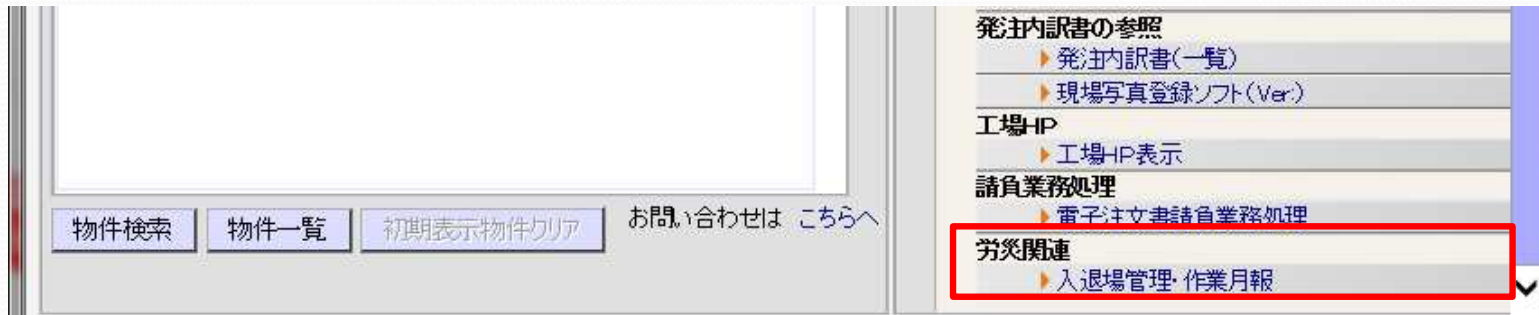 物件検索
物件一覧
初期表示物件クリア
お問い合わせは こちらへ
発注内訳書の参照
発注内訳書(一覧)
現場写真登録ソフト(Ver.)
工場HP
工場HP表示
請負業務処理
電子注文書請負業務処理
労災関連
入退場管理・作業月報